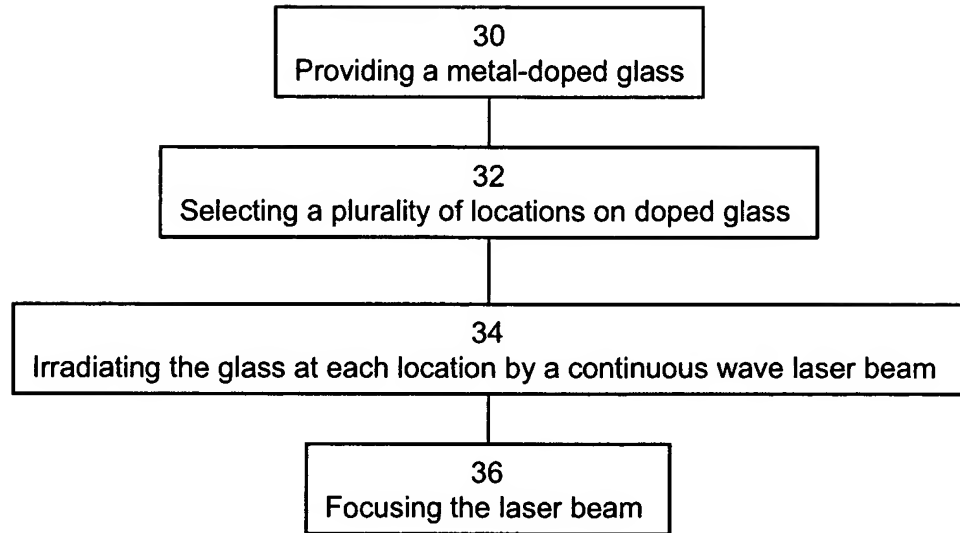 30
Providing a metal-doped glass
32
Selecting a plurality of locations on doped glass
34
Irradiating the glass at each location by a continuous wave laser beam
36
Focusing the laser beam